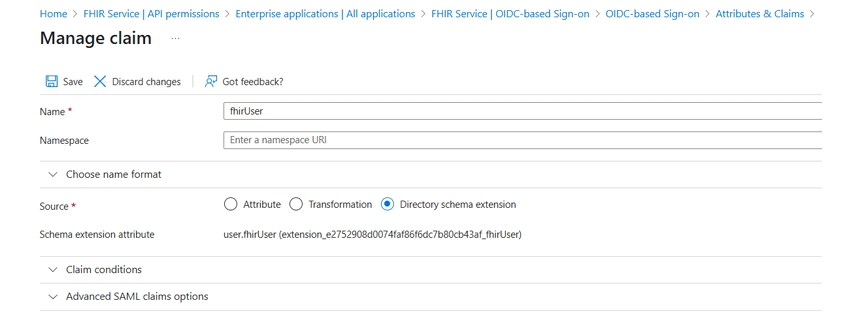 Home > FHIR Service | API permissions > Enterprise applications | All applications > FHIR Service | OIDC-based Sign-on > OIDC-based Sign-on > Attributes & Claims >
Manage claim ...
Save Discard changes Got feedback?
Name * fhirUser
Namespace Enter a namespace URI
Choose name format
Source * Attribute Transformation Directory schema extension
Schema extension attribute user.fhirUser (extension_e2752908d0074faf86f6dc7b80cb43af_fhirUser)
Claim conditions
Advanced SAML claims options